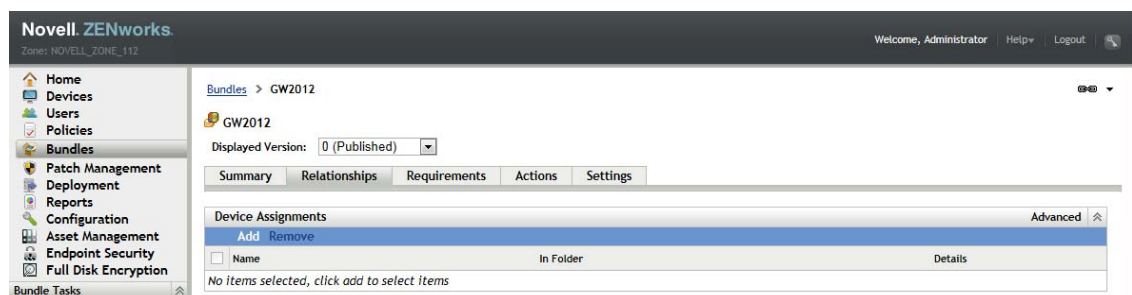 Novell. ZENworks.
Zone: NOVELL_ZONE_112
Welcome, Administrator Help Logout
Home
Devices
Users
Policies
Bundles
Patch Management
Deployment
Reports
Configuration
Asset Management
Endpoint Security
Full Disk Encryption
Bundle Tasks
Bundles > GW2012
GW2012
Displayed Version: 0 (Published)
Summary Relationships Requirements Actions Settings
Device Assignments Advanced
Add Remove
Name In Folder Details
No items selected, click add to select items